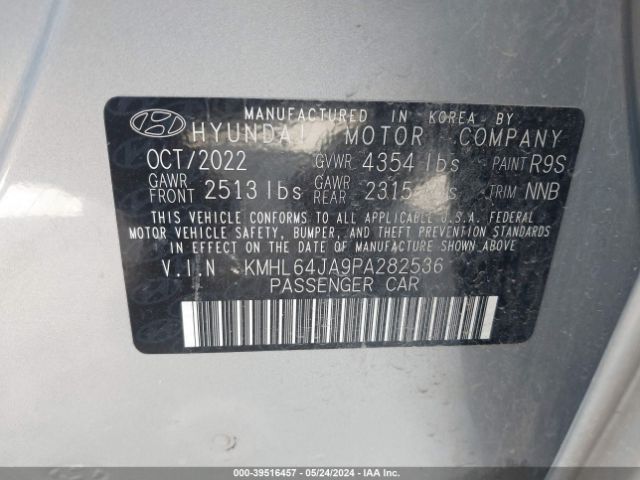 MANUFACTURED IN KOREA BY
HYUNDAI MOTOR COMPANY
OCT/2022 GVWR 4354 lbs PAINT R9S
GAWR FRONT 2513 lbs GAWR REAR 2315 TRIM NNB
THIS VEHICLE CONFORMS TO ALL APPLICABLE U.S.A. FEDERAL
MOTOR VEHICLE SAFETY, BUMPER, AND THEFT PREVENTION STANDARDS
IN EFFECT ON THE DATE OF MANUFACTURE SHOWN ABOVE
V.I.N KMHL64JA9PA282536
PASSENGER CAR
000-39516457 - 05/24/2024 - IAAI.COM